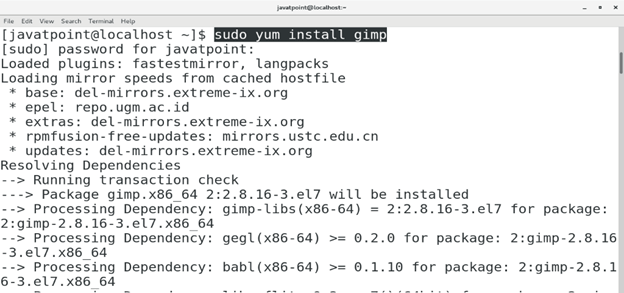 javatpoint@localhost:~
File Edit View Search Terminal Help
[javatpoint@localhost ~]$ sudo yum install gimp
[sudo] password for javatpoint:
Loaded plugins: fastestmirror, langpacks
Loading mirror speeds from cached hostfile
 * base: del-mirrors.extreme-ix.org
 * epel: repo.ugm.ac.id
 * extras: del-mirrors.extreme-ix.org
 * rpmfusion-free-updates: mirrors.ustc.edu.cn
 * updates: del-mirrors.extreme-ix.org
Resolving Dependencies
--> Running transaction check
---> Package gimp.x86_64 2:2.8.16-3.el7 will be installed
--> Processing Dependency: gimp-libs(x86-64) = 2:2.8.16-3.el7 for package:
2:gimp-2.8.16-3.el7.x86_64
--> Processing Dependency: gegl(x86-64) >= 0.2.0 for package: 2:gimp-2.8.16
-3.el7.x86_64
--> Processing Dependency: babl(x86-64) >= 0.1.10 for package: 2:gimp-2.8.1
6-3.el7.x86_64